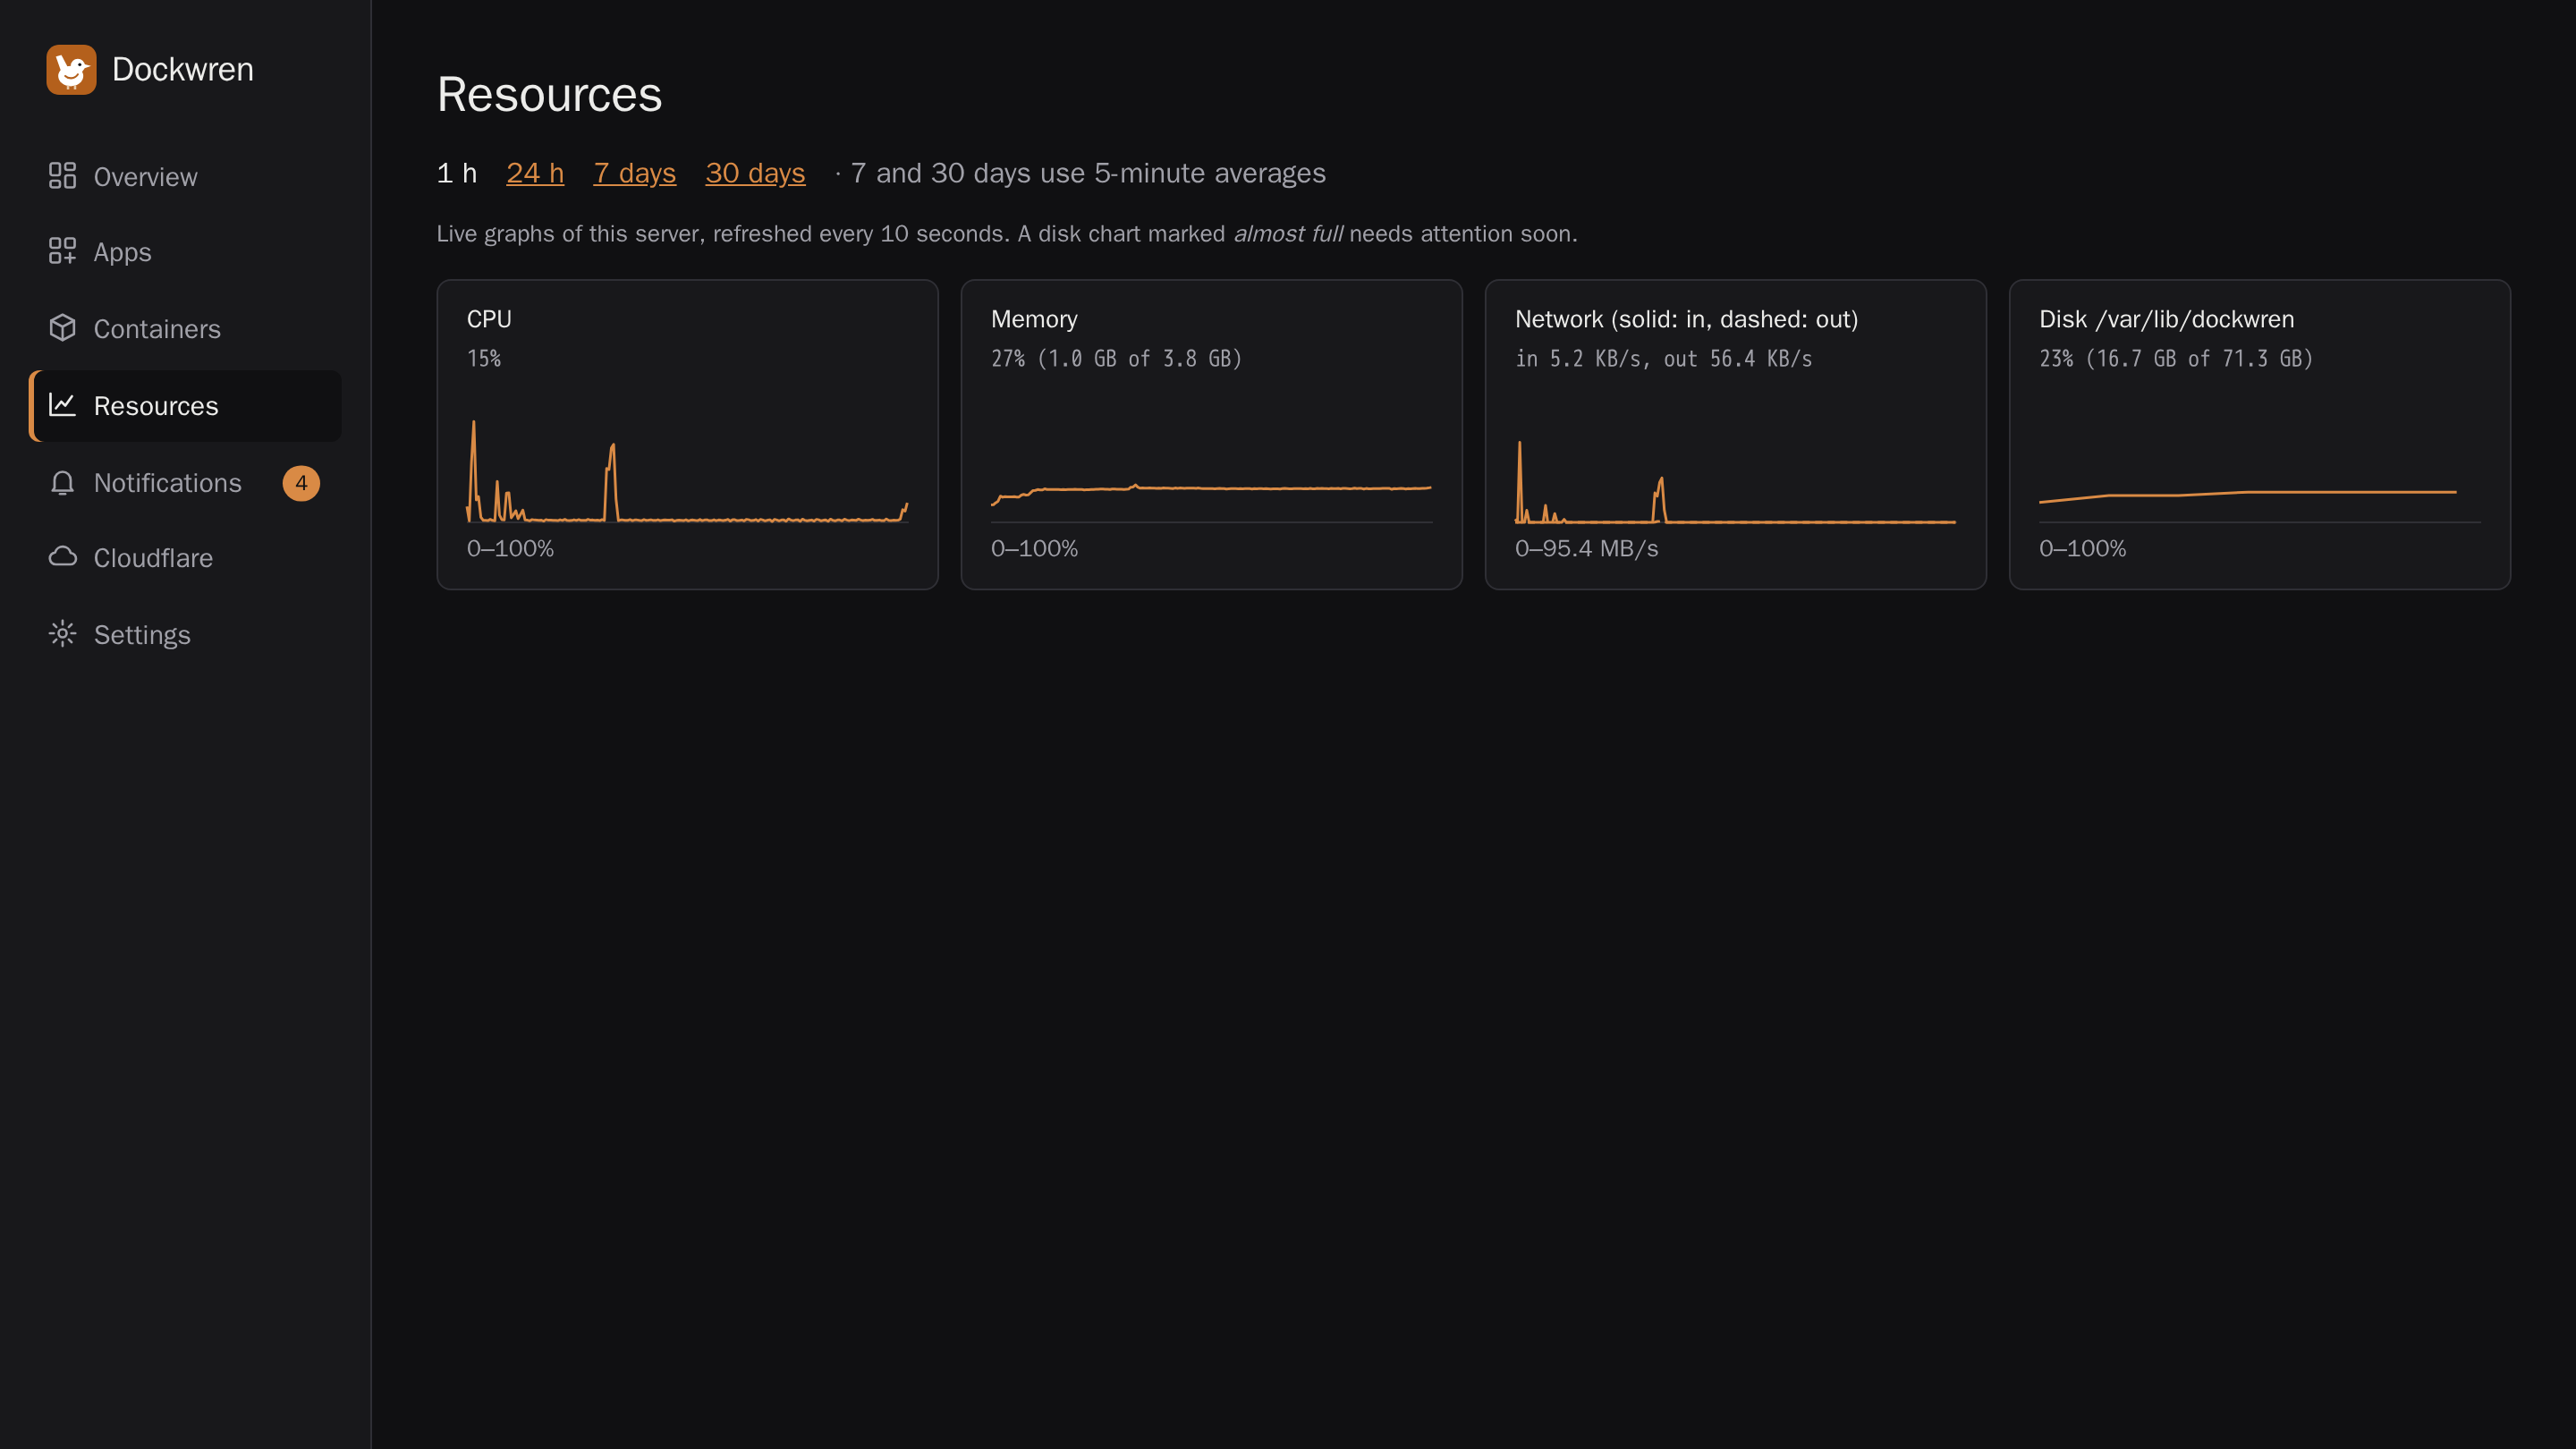 Dockwren
Overview
Apps
Containers
Resources
Notifications 4
Cloudflare
Settings
Resources
1 h 24 h 7 days 30 days · 7 and 30 days use 5-minute averages
Live graphs of this server, refreshed every 10 seconds. A disk chart marked almost full needs attention soon.
CPU
15%
0–100%
Memory
27% (1.0 GB of 3.8 GB)
0–100%
Network (solid: in, dashed: out)
in 5.2 KB/s, out 56.4 KB/s
0–95.4 MB/s
Disk /var/lib/dockwren
23% (16.7 GB of 71.3 GB)
0–100%